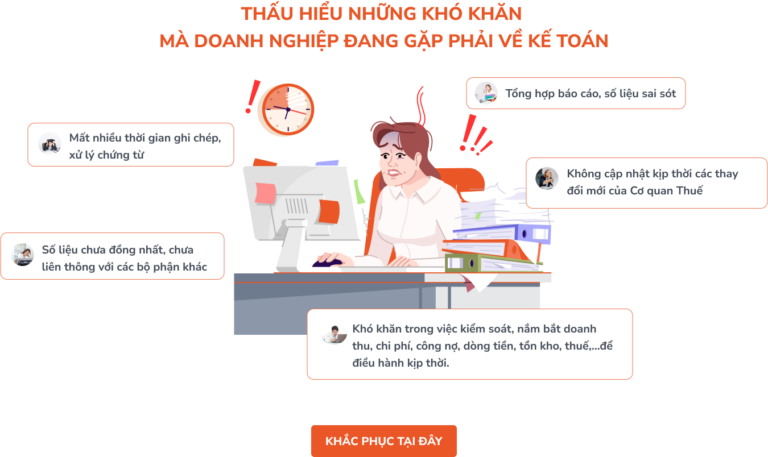 THẤU HIỂU NHỮNG KHÓ KHĂN
MÀ DOANH NGHIỆP ĐANG GẶP PHẢI VỀ KẾ TOÁN
Tổng hợp báo cáo, số liệu sai sót
Mất nhiều thời gian ghi chép,
xử lý chứng từ
Không cập nhật kịp thời các thay
đổi mới của Cơ quan Thuế
Số liệu chưa đồng nhất, chưa
liên thông với các bộ phận khác
Khó khăn trong việc kiểm soát, nắm bắt doanh
thu, chi phí, công nợ, dòng tiền, tồn kho, thuế,...để
điều hành kịp thời.
KHẮC PHỤC TẠI ĐÂY